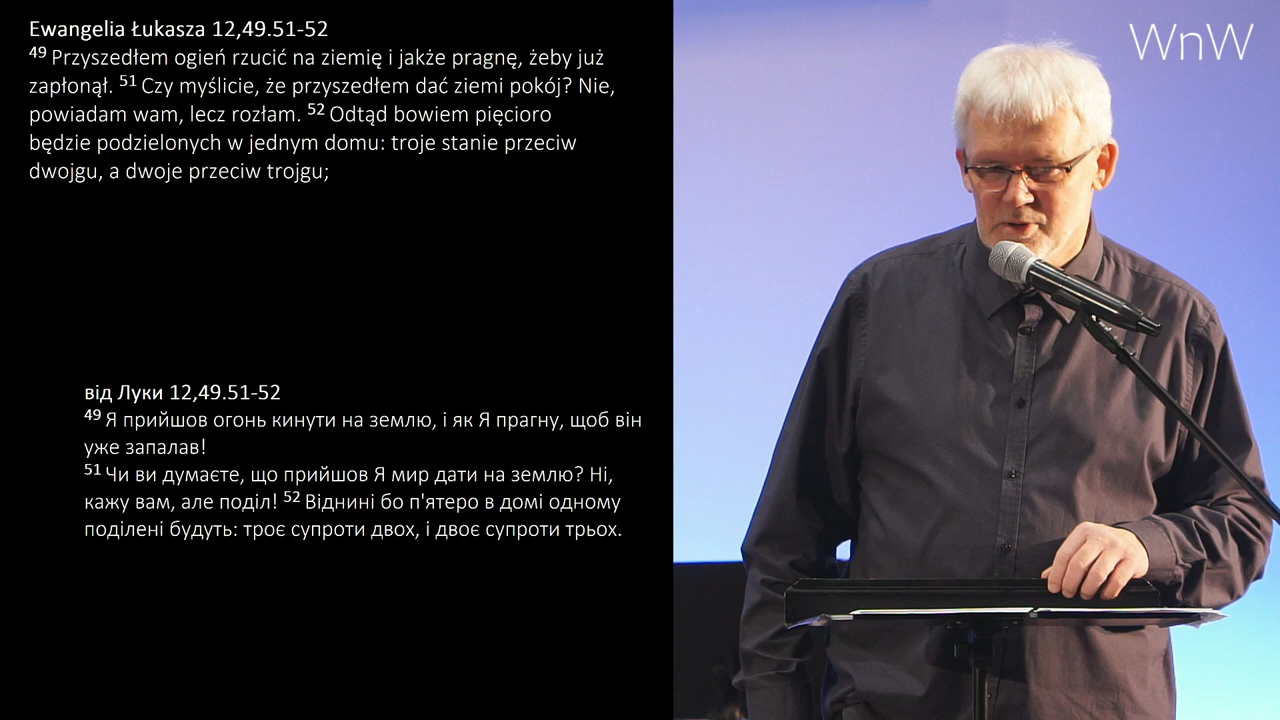 Ewangelia Łukasza 12,49.51-52
49 Przyszedłem ogień rzucić na ziemię i jakże pragnę, żeby już
zapłonął. 51 Czy myślicie, że przyszedłem dać ziemi pokój? Nie,
powiadam wam, lecz rozłam. 52 Odtąd bowiem pięcioro
będzie podzielonych w jednym domu: troje stanie przeciw
dwojgu, a dwoje przeciw trojgu;
від Луки 12,49.51-52
49 Я прийшов огонь кинути на землю, і як Я прагну, щоб він
уже запалав!
51 Чи ви думаєте, що прийшов Я мир дати на землю? Ні,
кажу вам, але поділ! 52 Віднині бо п'ятеро в домі одному
поділені будуть: троє супроти двох, і двоє супроти трьох.
WnW